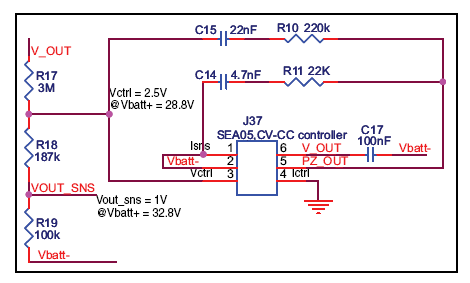 C15 22nF R10 220k
V_OUT
C14 4.7nF R11 22K
R17
3M
Vctrl = 2.5V
@Vbatt+ = 28.8V
J37
SEA05,CV-CC controller
C17
100nF
R18
187k
Isns
1 6 V_OUT Vbatt-
Vbatt- 2 5 PZ_OUT
Vctrl 3 4 Ictrl
VOUT_SNS
Vout_sns = 1V
@Vbatt+ = 32.8V
R19
100k
Vbatt-